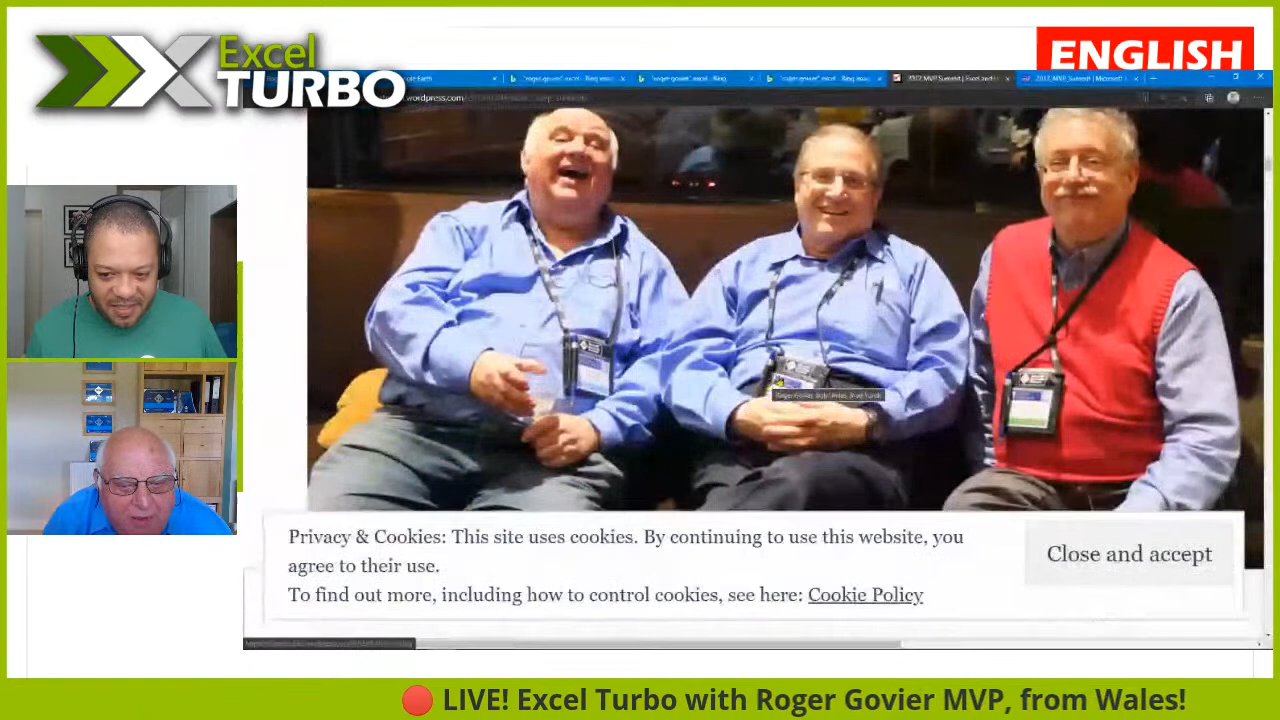 Excel
TURBO
ENGLISH
wordpress.com
Privacy & Cookies: This site uses cookies. By continuing to use this website, you
agree to their use.
To find out more, including how to control cookies, see here: Cookie Policy
Close and accept
LIVE! Excel Turbo with Roger Govier MVP, from Wales!